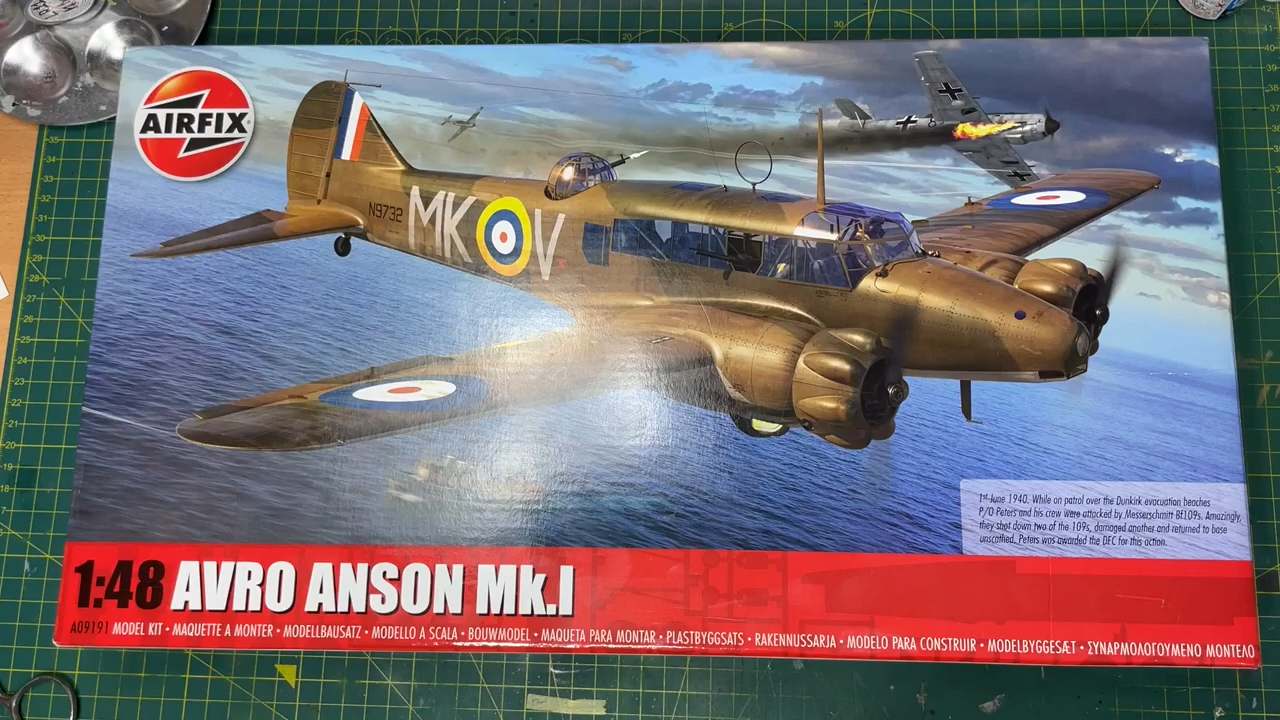 AIRFIX
N9732
MK V
1st June 1940. While on patrol over the Dunkirk evacuation beaches
P/O Peters and his crew were attacked by Messerschmitt Bf109s. Amazingly,
they shot down two of the 109s, damaged another and returned to base
unscathed. Peters was awarded the DFC for this action.
1:48 AVRO ANSON Mk.I
A09191 MODEL KIT • MAQUETTE A MONTER • MODELLBAUSATZ • MODELLO A SCALA • BOUWMODEL • MAQUETA PARA MONTAR • PLASTBYGGSATS • RAKENNUSSARJA • MODELO PARA CONSTRUIR • MODELBYGGESÆT • ΣΥΝΑΡΜΟΛΟΓΟΥΜΕΝΟ ΜΟΝΤΕΛΟ